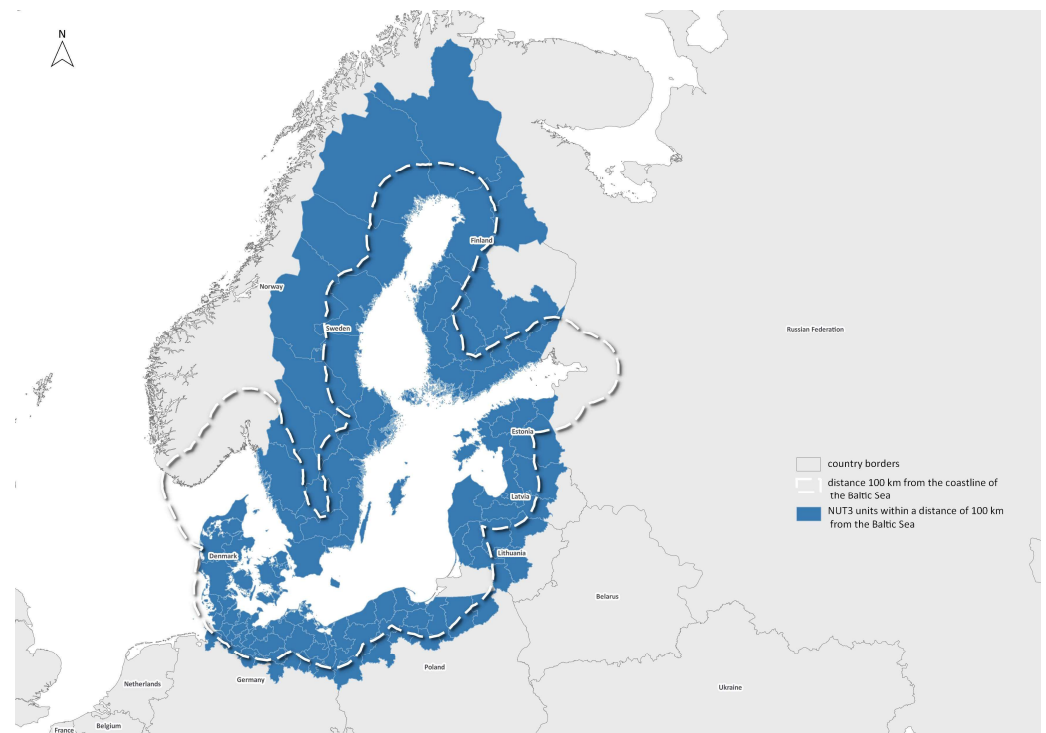 N
Finland
Norway
Sweden
Russian Federation
Estonia
country borders
distance 100 km from the coastline of
the Baltic Sea
Latvia
NUT3 units within a distance of 100 km
from the Baltic Sea
Denmark
Lithuania
Belarus
Poland
Netherlands
Germany
Ukraine
Belgium
France